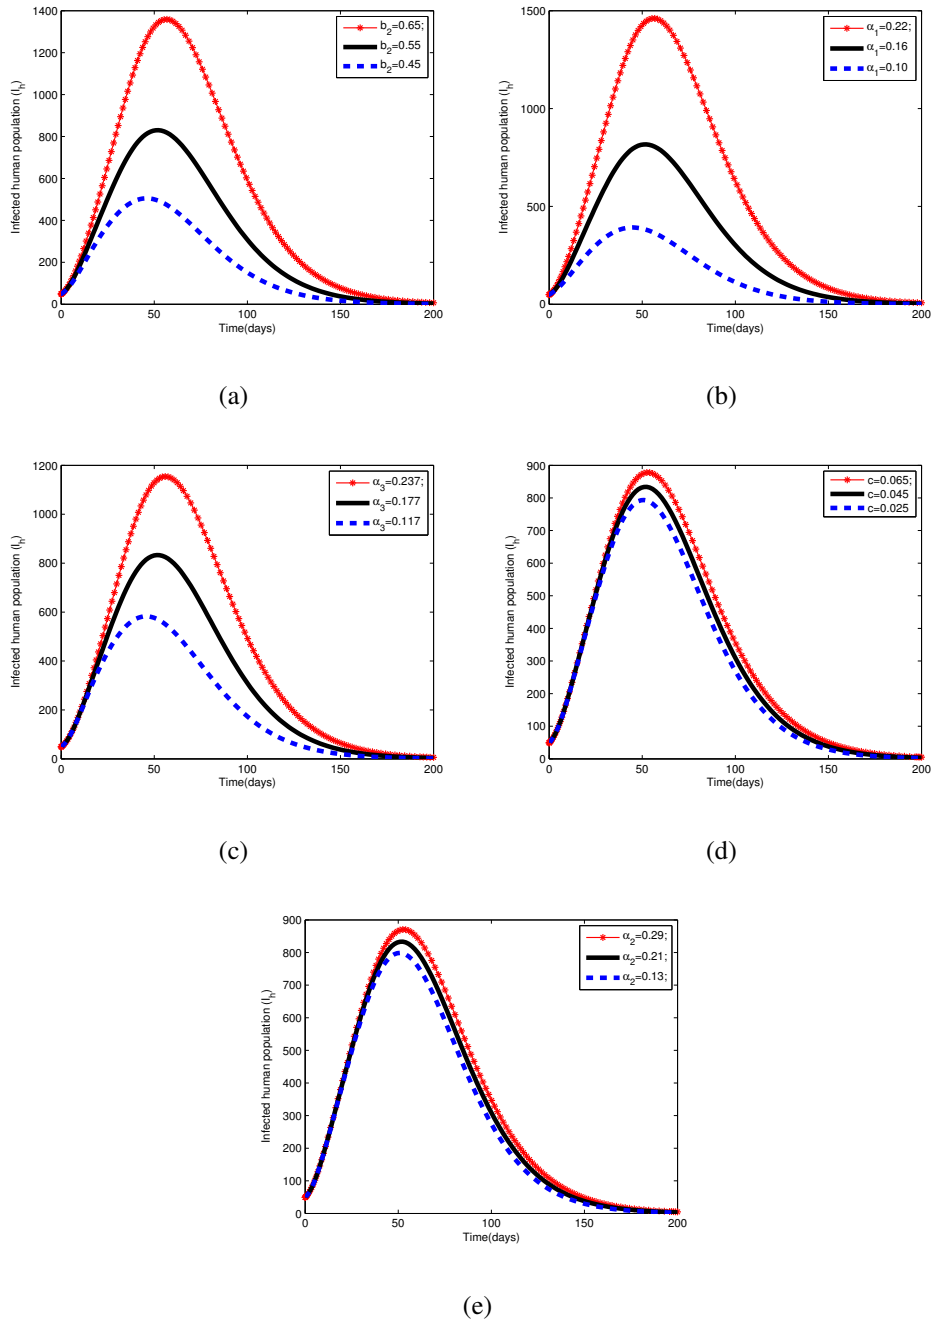 1400
1200
1000
800
600
400
200
0
Infected human population (I_h)
b_2=0.65;
b_2=0.55
b_2=0.45
0 50 100 150 200
Time(days)
(a)
1500
1000
500
0
Infected human population (I_h)
α_1=0.22;
α_1=0.16
α_1=0.10
0 50 100 150 200
Time(days)
(b)
1200
1000
800
600
400
200
0
Infected human population (I_h)
α_3=0.237;
α_3=0.177
α_3=0.117
0 50 100 150 200
Time(days)
(c)
900
800
700
600
500
400
300
200
100
0
Infected human population (I_h)
c=0.065;
c=0.045
c=0.025
0 50 100 150 200
Time(days)
(d)
900
800
700
600
500
400
300
200
100
0
Infected human population (I_h)
α_2=0.29;
α_2=0.21;
α_2=0.13;
0 50 100 150 200
Time(days)
(e)